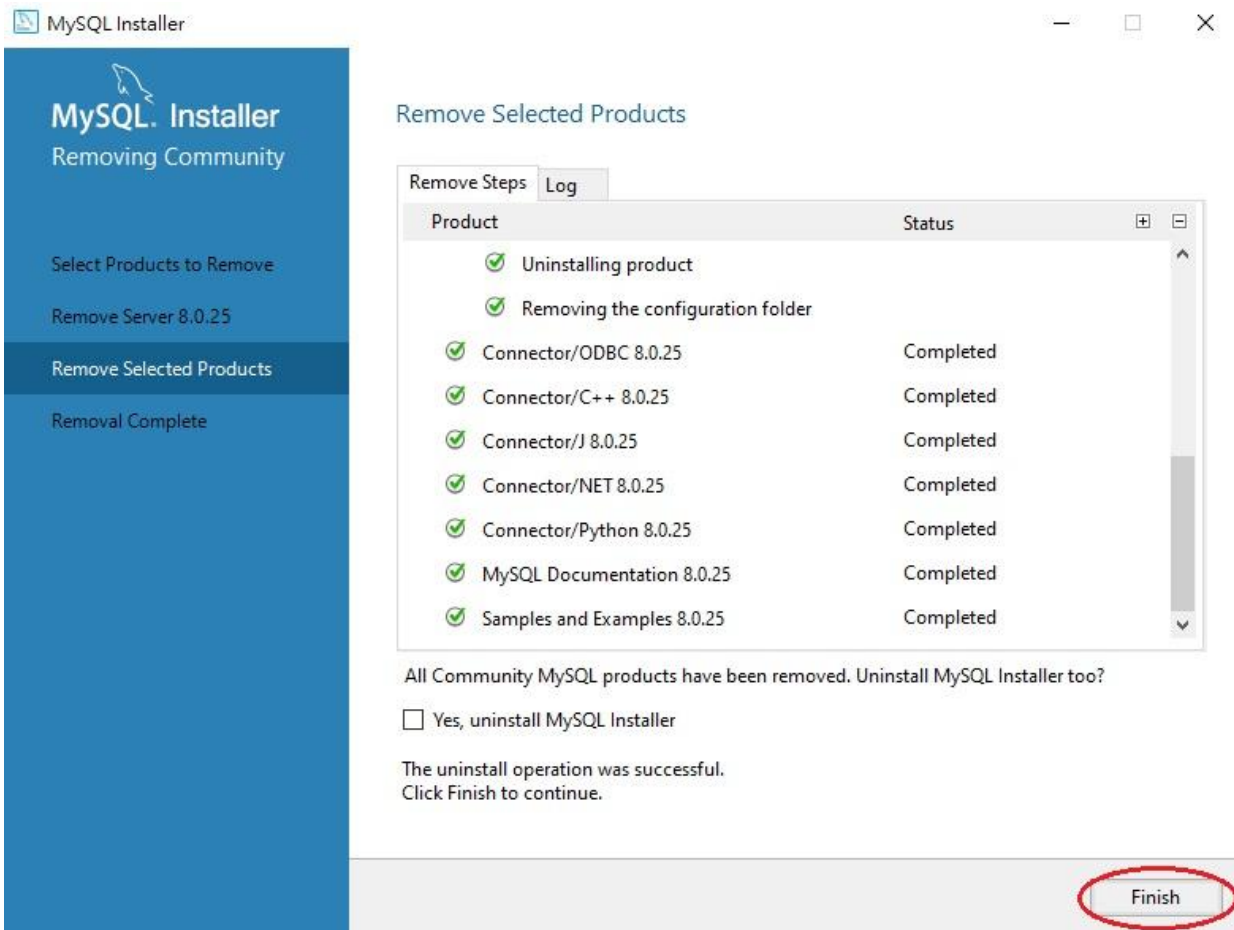 MySQL Installer
MySQL. Installer
Removing Community
Select Products to Remove
Remove Server 8.0.25
Remove Selected Products
Removal Complete
Remove Selected Products
Remove Steps Log
Product Status
Uninstalling product
Removing the configuration folder
Connector/ODBC 8.0.25 Completed
Connector/C++ 8.0.25 Completed
Connector/J 8.0.25 Completed
Connector/NET 8.0.25 Completed
Connector/Python 8.0.25 Completed
MySQL Documentation 8.0.25 Completed
Samples and Examples 8.0.25 Completed
All Community MySQL products have been removed. Uninstall MySQL Installer too?
Yes, uninstall MySQL Installer
The uninstall operation was successful.
Click Finish to continue.
Finish